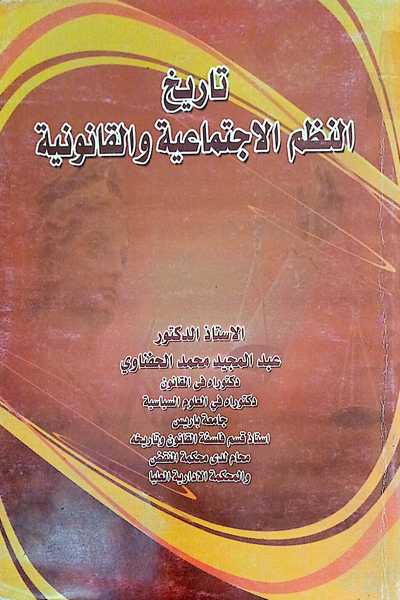 تاريخ
النظم الاجتماعية والقانونية
الاستاذ الدكتور
عبد المجيد محمد الحفناوي
دكتوراه فى القانون
دكتوراه في العلوم السياسية
جامعة باريس
استاذ قسم فلسفة القانون وتاريخه
محام لدى محكمة النقض
والمحكمة الادارية العليا